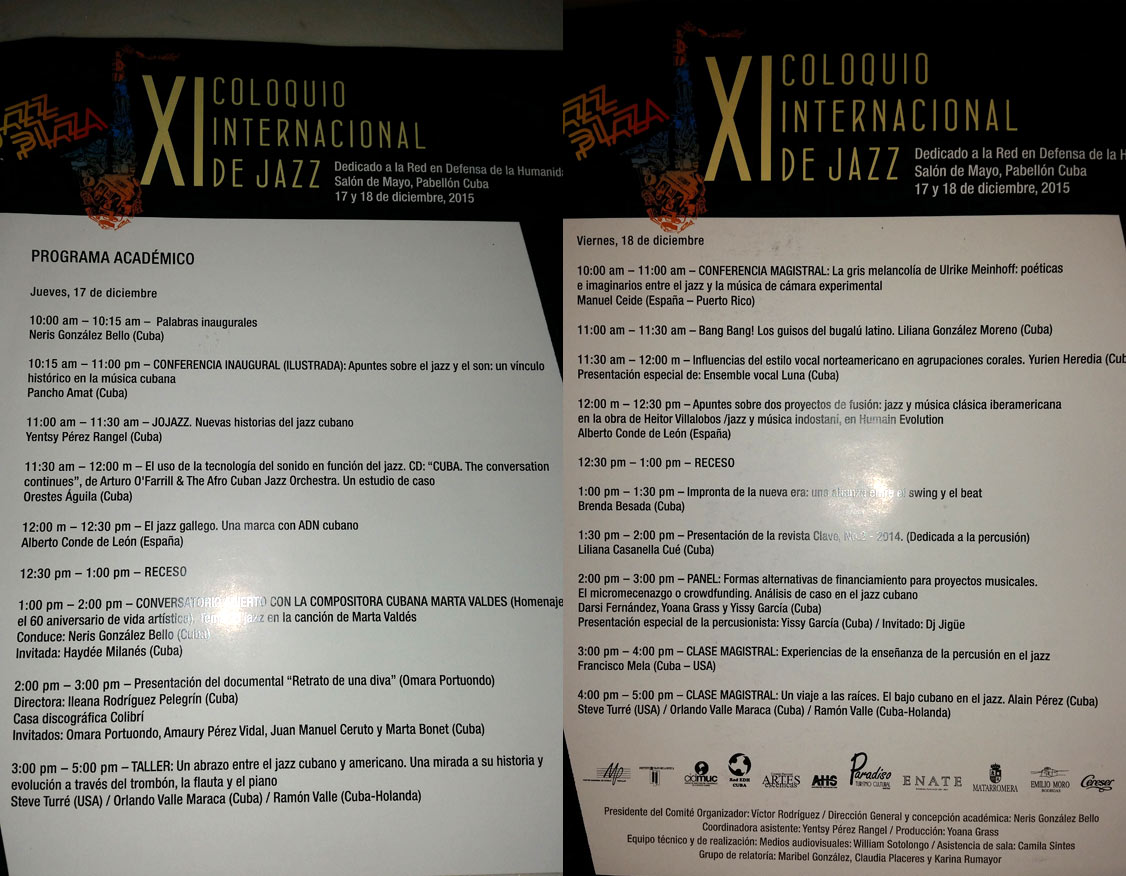 JAZZ
PLAZA
XI COLOQUIO
INTERNACIONAL
DE JAZZ
Dedicado a la Red en Defensa de la Humanida
Salón de Mayo, Pabellón Cuba
17 y 18 de diciembre, 2015
PROGRAMA ACADÉMICO
Jueves, 17 de diciembre
10:00 am – 10:15 am – Palabras inaugurales
Neris González Bello (Cuba)
10:15 am – 11:00 pm – CONFERENCIA INAUGURAL (ILUSTRADA): Apuntes sobre el jazz y el son: un vínculo
histórico en la música cubana
Pancho Amat (Cuba)
11:00 am – 11:30 am – JOJAZZ. Nuevas historias del jazz cubano
Yentsy Pérez Rangel (Cuba)
11:30 am – 12:00 m – El uso de la tecnología del sonido en función del jazz. CD: “CUBA. The conversation
continues”, de Arturo O'Farrill & The Afro Cuban Jazz Orchestra. Un estudio de caso
Orestes Águila (Cuba)
12:00 m – 12:30 pm – El jazz gallego. Una marca con ADN cubano
Alberto Conde de León (España)
12:30 pm – 1:00 pm – RECESO
1:00 pm – 2:00 pm – CONVERSATORIO ABIERTO CON LA COMPOSITORA CUBANA MARTA VALDES (Homenaje
el 60 aniversario de vida artística). jazz en la canción de Marta Valdés
Conduce: Neris González Bello (Cuba)
Invitada: Haydée Milanés (Cuba)
2:00 pm – 3:00 pm – Presentación del documental “Retrato de una diva” (Omara Portuondo)
Directora: Ileana Rodríguez Pelegrín (Cuba)
Casa discográfica Colibrí
Invitados: Omara Portuondo, Amaury Pérez Vidal, Juan Manuel Ceruto y Marta Bonet (Cuba)
3:00 pm – 5:00 pm – TALLER: Un abrazo entre el jazz cubano y americano. Una mirada a su historia y
evolución a través del trombón, la flauta y el piano
Steve Turré (USA) / Orlando Valle Maraca (Cuba) / Ramón Valle (Cuba-Holanda)
JAZZ
PLAZA
XI COLOQUIO
INTERNACIONAL
DE JAZZ
Dedicado a la Red en Defensa de la H
Salón de Mayo, Pabellón Cuba
17 y 18 de diciembre, 2015
Viernes, 18 de diciembre
10:00 am – 11:00 am – CONFERENCIA MAGISTRAL: La gris melancolía de Ulrike Meinhoff: poéticas
e imaginarios entre el jazz y la música de cámara experimental
Manuel Ceide (España – Puerto Rico)
11:00 am – 11:30 am – Bang Bang! Los guisos del bugalú latino. Liliana González Moreno (Cuba)
11:30 am – 12:00 m – Influencias del estilo vocal norteamericano en agrupaciones corales. Yurien Heredia (Cub
Presentación especial de: Ensemble vocal Luna (Cuba)
12:00 m – 12:30 pm – Apuntes sobre dos proyectos de fusión: jazz y música clásica iberamericana
en la obra de Heitor Villalobos /jazz y música indostaní, en Humain Evolution
Alberto Conde de León (España)
12:30 pm – 1:00 pm – RECESO
1:00 pm – 1:30 pm – Impronta de la nueva era: una alianza entre el swing y el beat
Brenda Besada (Cuba)
1:30 pm – 2:00 pm – Presentación de la revista Clave, No.2 - 2014. (Dedicada a la percusión)
Liliana Casanella Cué (Cuba)
2:00 pm – 3:00 pm – PANEL: Formas alternativas de financiamiento para proyectos musicales.
El micromecenazgo o crowdfunding. Análisis de caso en el jazz cubano
Darsi Fernández, Yoana Grass y Yissy García (Cuba)
Presentación especial de la percusionista: Yissy García (Cuba) / Invitado: Dj Jigüe
3:00 pm – 4:00 pm – CLASE MAGISTRAL: Experiencias de la enseñanza de la percusión en el jazz
Francisco Mela (Cuba – USA)
4:00 pm – 5:00 pm – CLASE MAGISTRAL: Un viaje a las raíces. El bajo cubano en el jazz. Alain Pérez (Cuba)
Steve Turré (USA) / Orlando Valle Maraca (Cuba) / Ramón Valle (Cuba-Holanda)
Red EDH CUBA
ARTES escénicas
AHS
Paradiso
TURISMO CULTURAL
ENATE
MATARROMERA
EMILIO MORO
BODEGAS
Cereser
Presidente del Comité Organizador: Víctor Rodríguez / Dirección General y concepción académica: Neris González Bello
Coordinadora asistente: Yentsy Pérez Rangel / Producción: Yoana Grass
Equipo técnico y de realización: Medios audiovisuales: William Sotolongo / Asistencia de sala: Camila Sintes
Grupo de relatoría: Maribel González, Claudia Placeres y Karina Rumayor